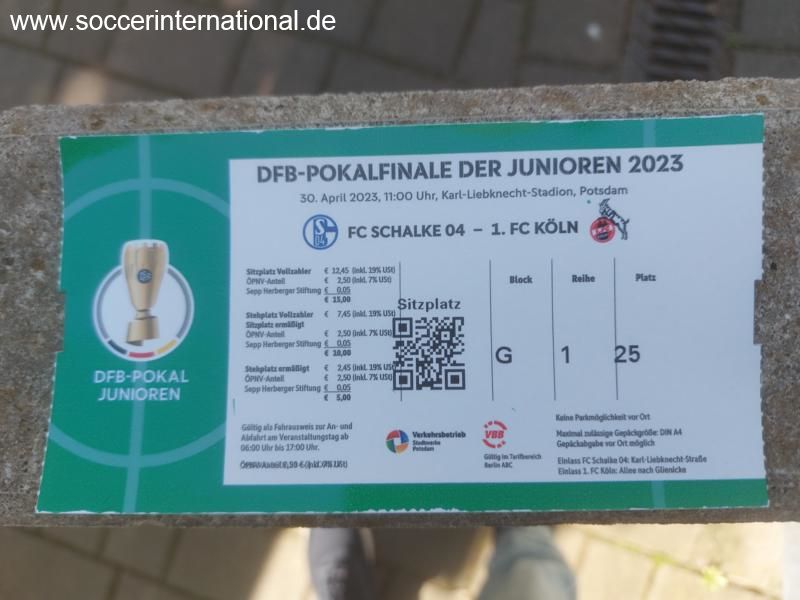 www.soccerinternational.de
DFB-POKALFINALE DER JUNIOREN 2023
30. April 2023, 11:00 Uhr, Karl-Liebknecht-Stadion, Potsdam
FC SCHALKE 04 – 1. FC KÖLN
DFB-POKAL
JUNIOREN
Sitzplatz Vollzahler € 12,45 (inkl. 19% USt)
ÖPNV-Anteil € 2,50 (inkl. 7% USt)
Sepp Herberger Stiftung € 0,05
€ 15,00
Stehplatz Vollzahler € 7,45 (inkl. 19% USt)
Sitzplatz ermäßigt
ÖPNV-Anteil € 2,50 (inkl. 7% USt)
Sepp Herberger Stiftung € 0,05
€ 10,00
Stehplatz ermäßigt € 2,45 (inkl. 19% USt)
ÖPNV-Anteil € 2,50 (inkl. 7% USt)
Sepp Herberger Stiftung € 0,05
€ 5,00
Sitzplatz
Block Reihe Platz
G 1 25
Gültig als Fahrausweis zur An- und
Abfahrt am Veranstaltungstag ab
06:00 Uhr bis 17:00 Uhr.
Verkehrsbetrieb
Stadtwerke
Potsdam
VBB
Gültig im Tarifbereich
Berlin ABC
Keine Parkmöglichkeit vor Ort
Maximal zulässige Gepäckgröße: DIN A4
Gepäckabgabe vor Ort möglich
Einlass FC Schalke 04: Karl-Liebknecht-Straße
Einlass 1. FC Köln: Allee nach Glienicke